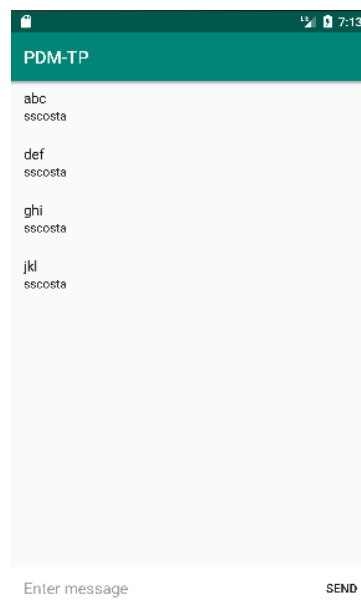 7:13
PDM-TP
abc
sscosta
def
sscosta
ghi
sscosta
jkl
sscosta
Enter message
SEND